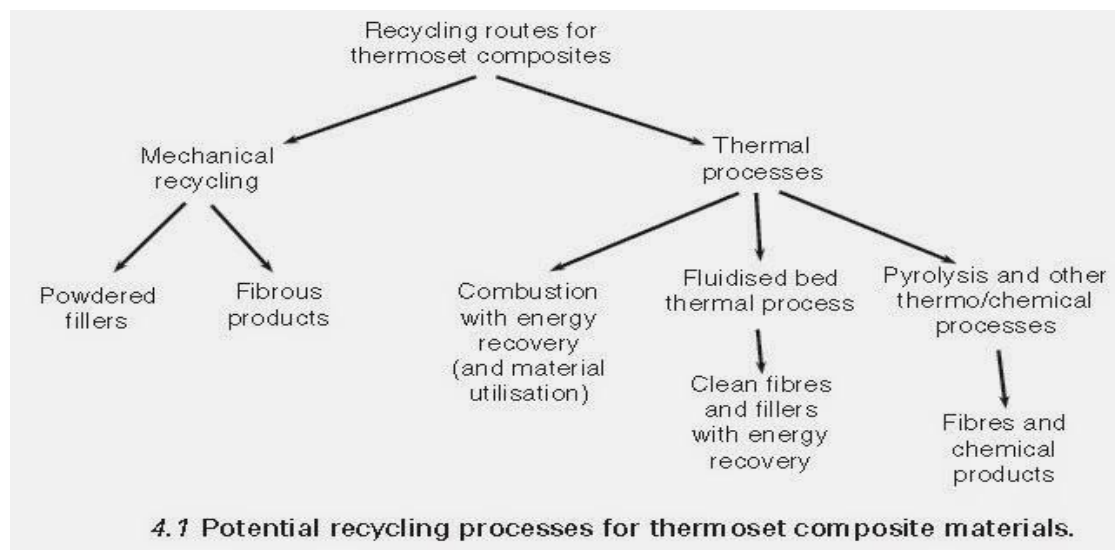 Recycling routes for
thermoset composites
Mechanical
recycling
Thermal
processes
Powdered
fillers
Fibrous
products
Combustion
with energy
recovery
(and material
utilisation)
Fluidised bed
thermal process
Clean fibres
and fillers
with energy
recovery
Pyrolysis and other
thermo/chemical
processes
Fibres and
chemical
products
4.1 Potential recycling processes for thermoset composite materials.